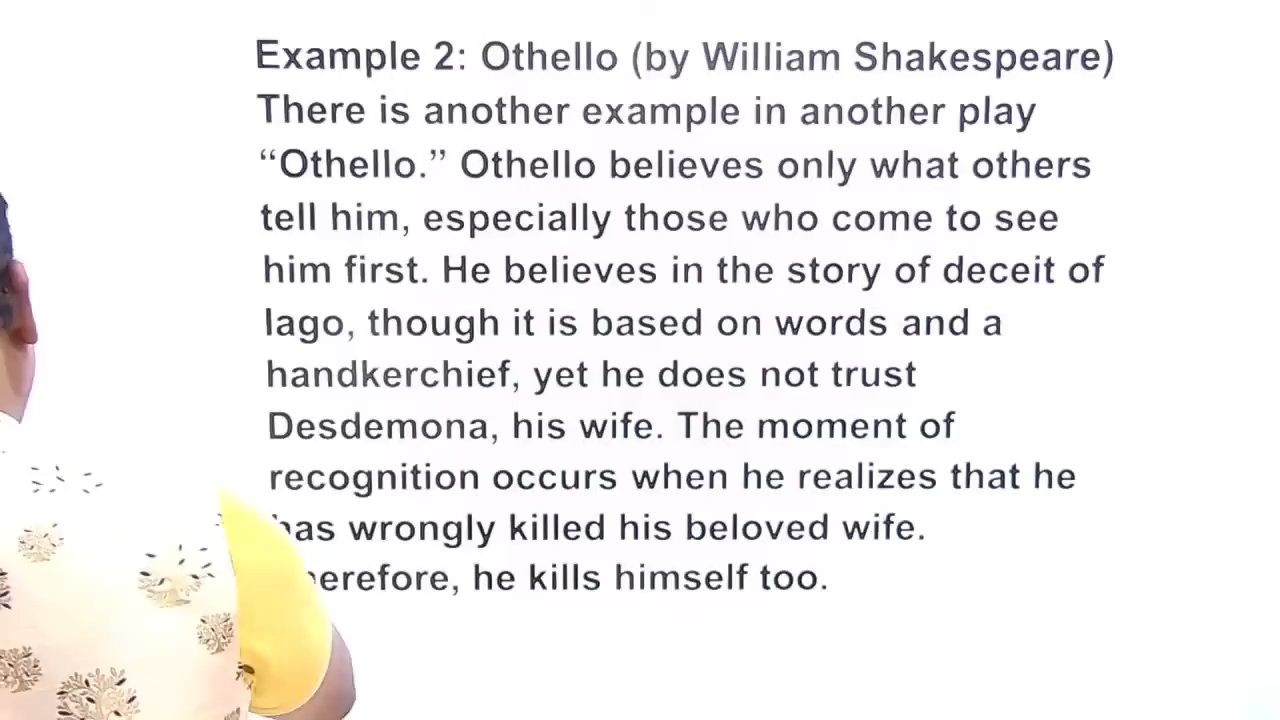 Example 2: Othello (by William Shakespeare)
There is another example in another play
“Othello.” Othello believes only what others
tell him, especially those who come to see
him first. He believes in the story of deceit of
Iago, though it is based on words and a
handkerchief, yet he does not trust
Desdemona, his wife. The moment of
recognition occurs when he realizes that he
has wrongly killed his beloved wife.
Therefore, he kills himself too.